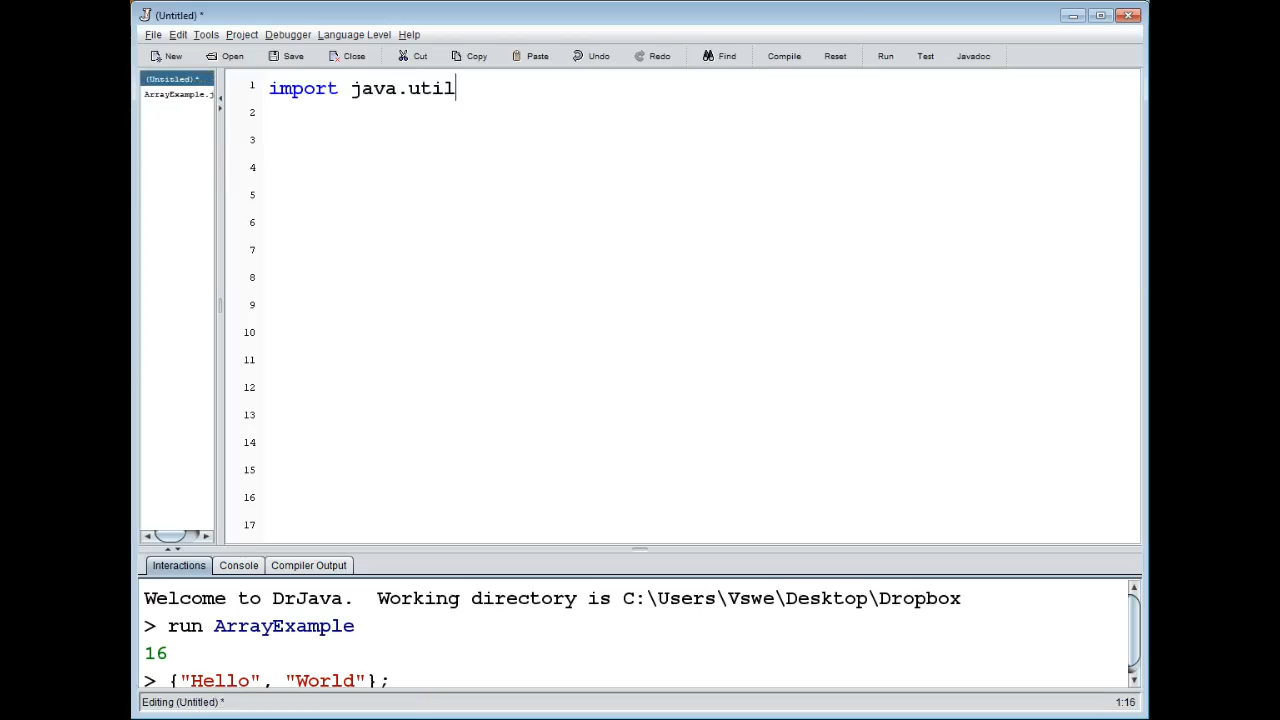 (Untitled) *
File Edit Tools Project Debugger Language Level Help
New Open Save Close Cut Copy Paste Undo Redo Find Compile Reset Run Test Javadoc
(Untitled) *
ArrayExample.j
1 import java.util
2
3
4
5
6
7
8
9
10
11
12
13
14
15
16
17
Interactions Console Compiler Output
Welcome to DrJava. Working directory is C:\Users\Vswe\Desktop\Dropbox
> run ArrayExample
16
> {"Hello", "World"};
Editing (Untitled) * 1:16